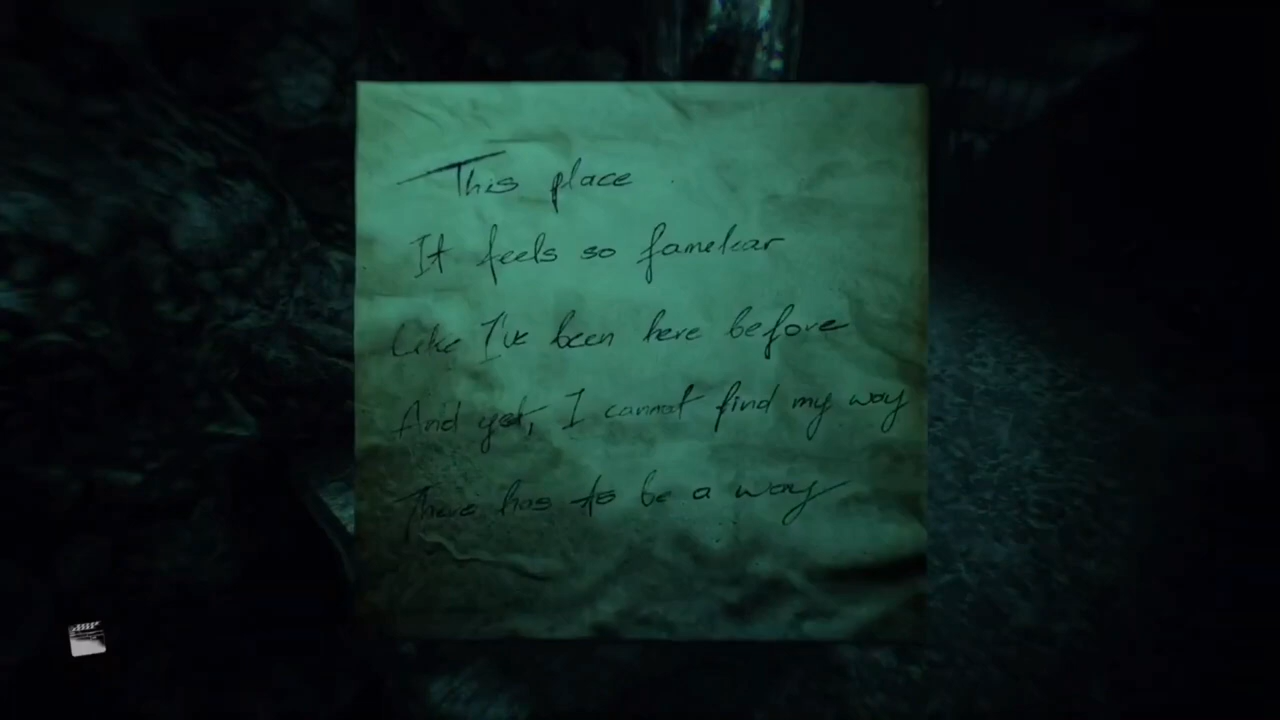 This place
It feels so fameliar
Like I've been here before
And yet, I cannot find my way
There has to be a way